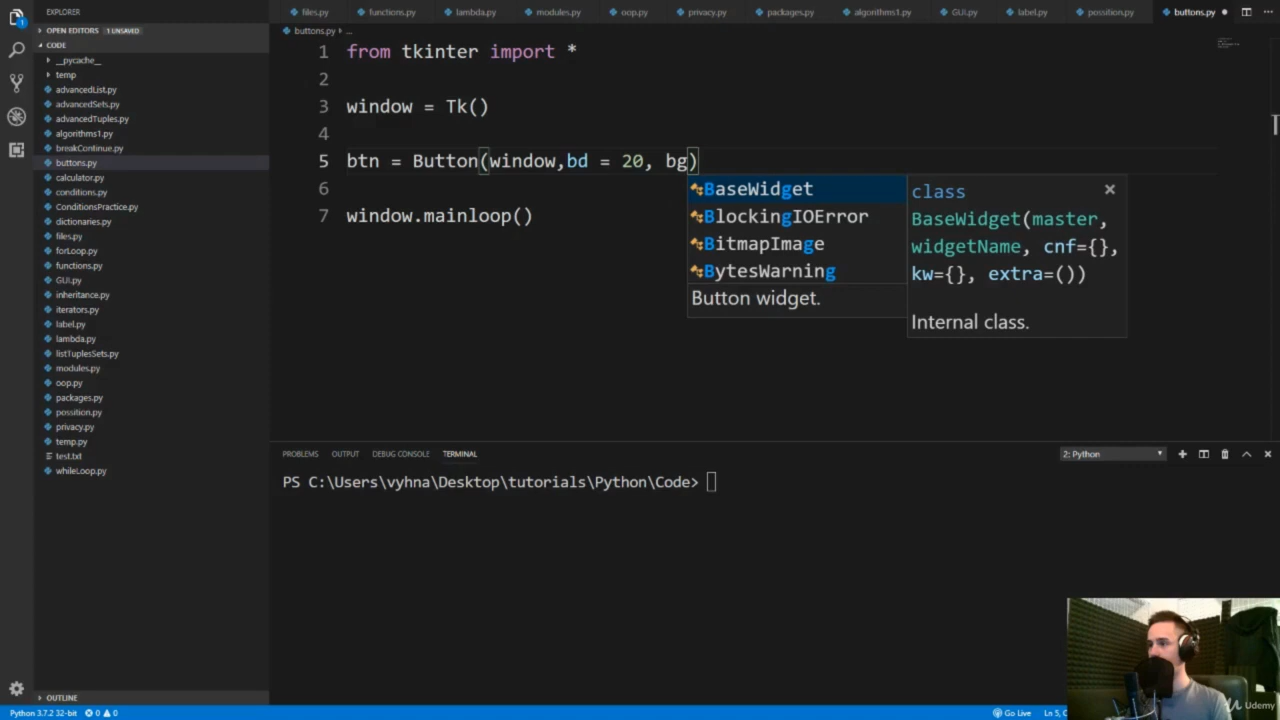 EXPLORER
OPEN EDITORS 1 UNSAVED
CODE
__pycache__
temp
advancedList.py
advancedSets.py
advancedTuples.py
algorithms1.py
breakContinue.py
buttons.py
calculator.py
conditions.py
ConditionsPractice.py
dictionaries.py
files.py
forLoop.py
functions.py
GUI.py
inheritance.py
iterators.py
label.py
lambda.py
listTuplesSets.py
modules.py
oop.py
packages.py
possition.py
privacy.py
temp.py
test.txt
whileLoop.py
OUTLINE
files.py functions.py lambda.py modules.py oop.py privacy.py packages.py algorithms1.py GUI.py label.py possition.py buttons.py
buttons.py ...
1 from tkinter import *
2
3 window = Tk()
4
5 btn = Button(window,bd = 20, bg)
6
7 window.mainloop()
BaseWidget
BlockingIOError
BitmapImage
BytesWarning
Button widget.
class
BaseWidget(master,
widgetName, cnf={},
kw={}, extra=())
Internal class.
PROBLEMS OUTPUT DEBUG CONSOLE TERMINAL 2: Python
PS C:\Users\vyhna\Desktop\tutorials\Python\Code>
Python 3.7.2 32-bit 0 0 Go Live Ln 5, C
Udemy